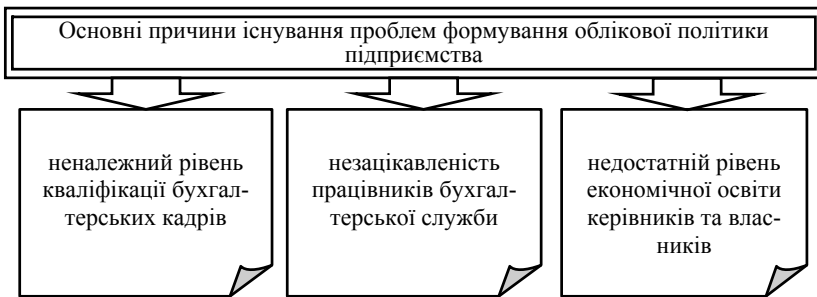 Основні причини існування проблем формування облікової політики
підприємства
неналежний рівень
кваліфікації бухгал-
терських кадрів
незацікавленість
працівників бухгал-
терської служби
недостатній рівень
економічної освіти
керівників та влас-
ників